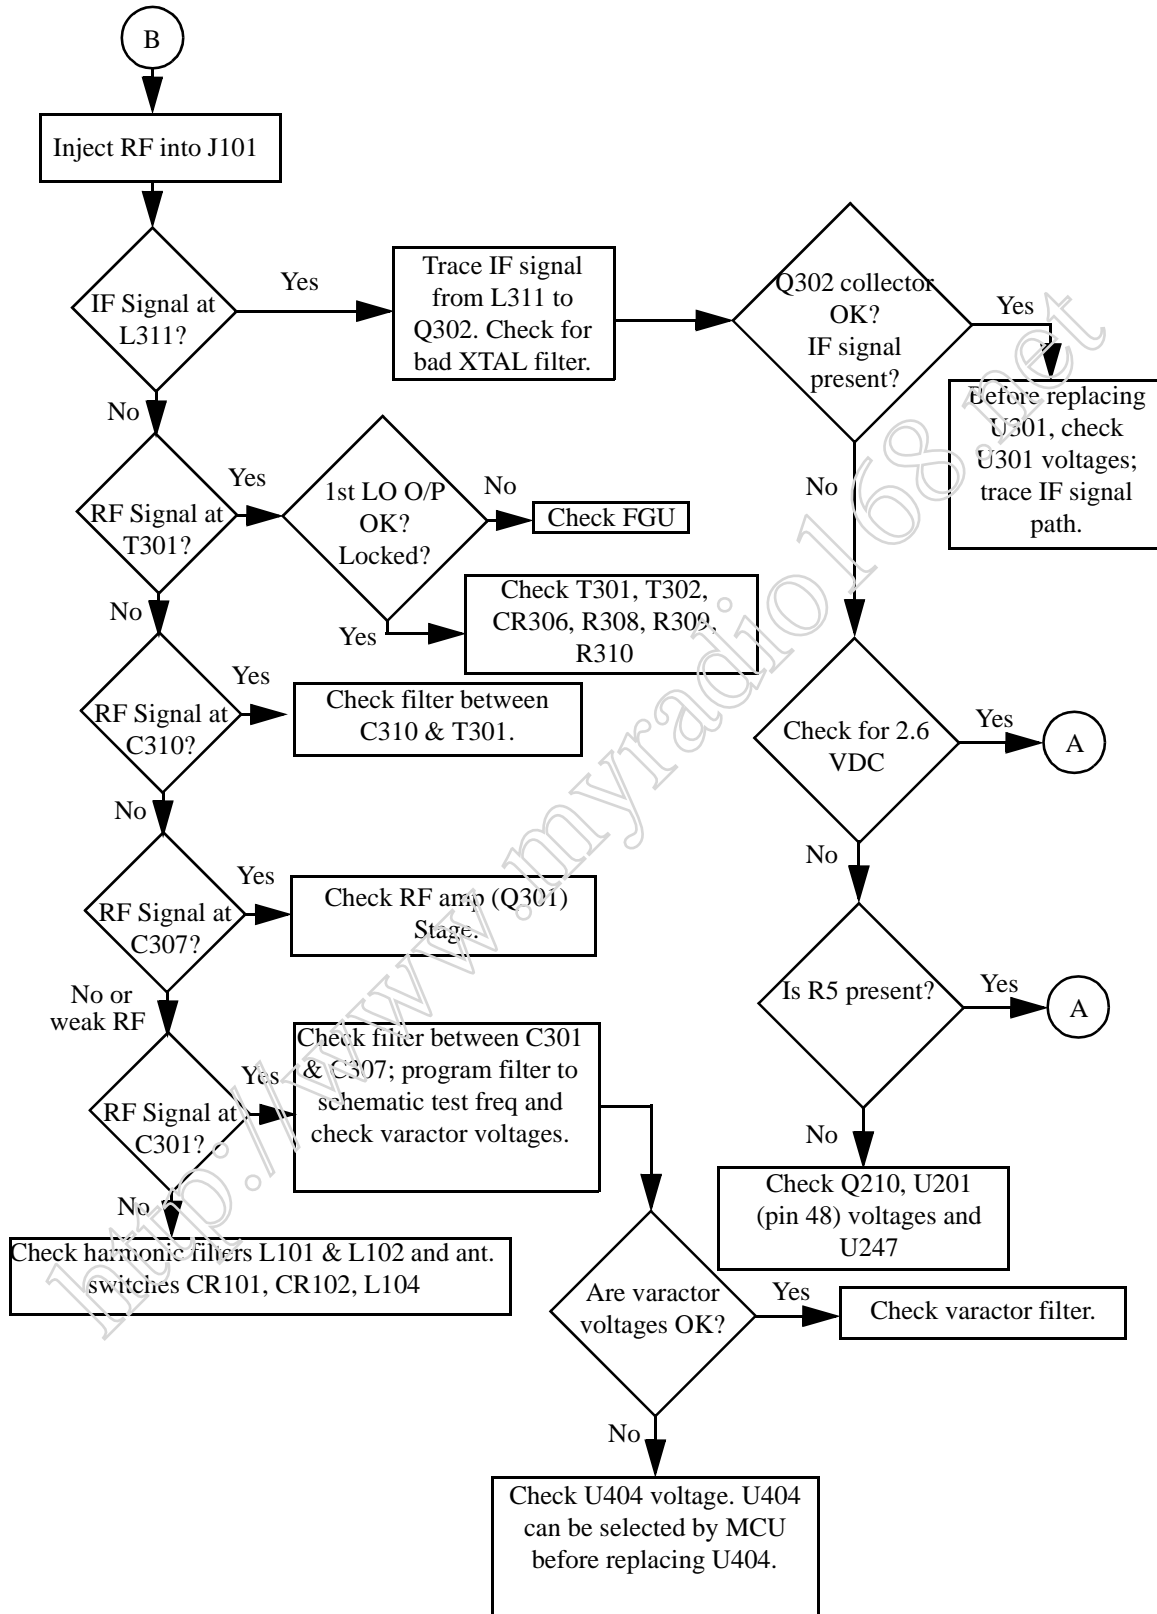 B
Inject RF into J101
IF Signal at
L311?
Yes
Trace IF signal
from L311 to
Q302. Check for
bad XTAL filter.
Q302 collector
OK?
IF signal
present?
Yes
Before replacing
U301, check
U301 voltages;
trace IF signal
path.
No
No
RF Signal at
T301?
Yes
1st LO O/P
OK?
Locked?
No
Check FGU
Yes
Check T301, T302,
CR306, R308, R309,
R310
No
RF Signal at
C310?
Yes
Check filter between
C310 & T301.
Check for 2.6
VDC
Yes
A
No
No
RF Signal at
C307?
Yes
Check RF amp (Q301)
Stage.
Is R5 present?
Yes
A
No or
weak RF
RF Signal at
C301?
Yes
Check filter between C301
& C307; program filter to
schematic test freq and
check varactor voltages.
No
Check Q210, U201
(pin 48) voltages and
U247
No
Check harmonic filters L101 & L102 and ant.
switches CR101, CR102, L104
Are varactor
voltages OK?
Yes
Check varactor filter.
No
Check U404 voltage. U404
can be selected by MCU
before replacing U404.
http://www.myradio168.net